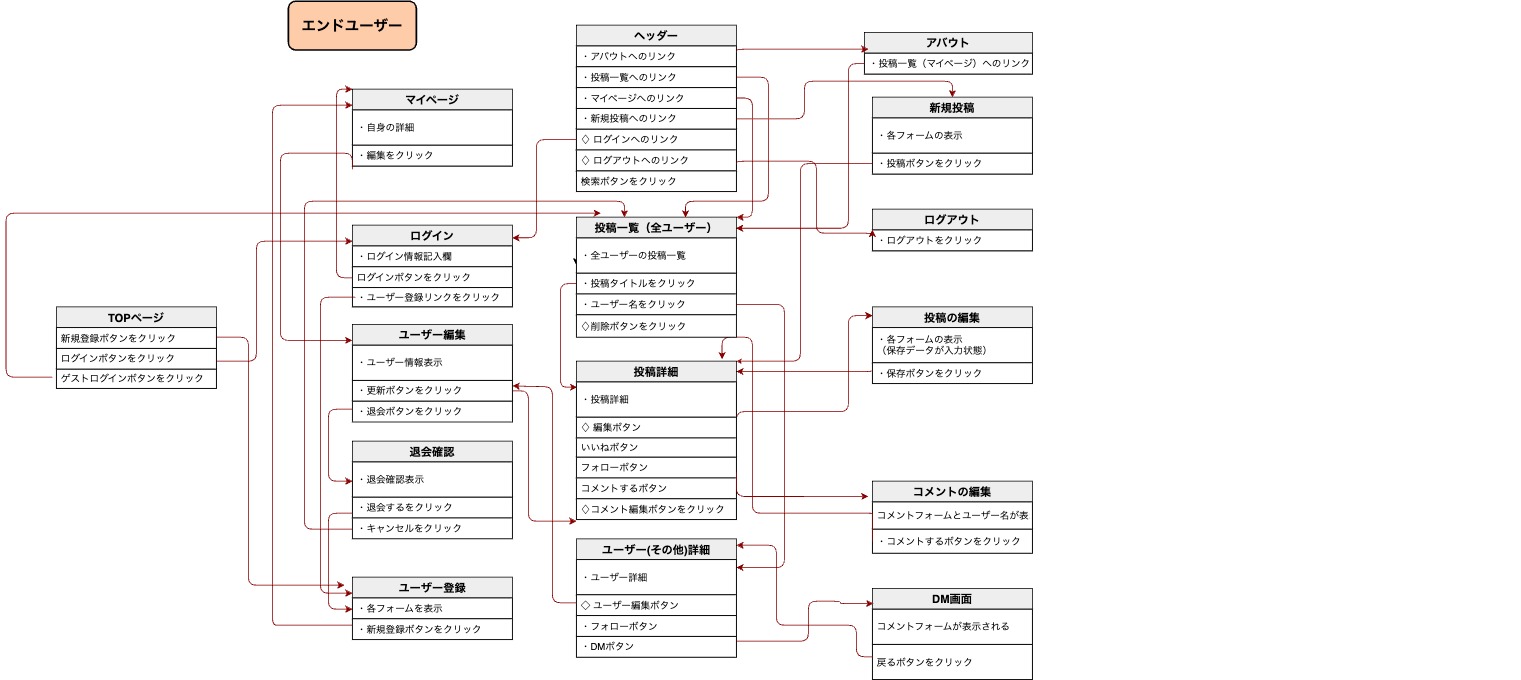 エンドユーザー
TOPページ
新規登録ボタンをクリック
ログインボタンをクリック
ゲストログインボタンをクリック
マイページ
・自身の詳細
・編集をクリック
ログイン
・ログイン情報記入欄
ログインボタンをクリック
・ユーザー登録リンクをクリック
ユーザー編集
・ユーザー情報表示
・更新ボタンをクリック
・退会ボタンをクリック
退会確認
・退会確認表示
・退会するをクリック
・キャンセルをクリック
ユーザー登録
・各フォームを表示
・新規登録ボタンをクリック
ヘッダー
・アバウトへのリンク
・投稿一覧へのリンク
・マイページへのリンク
・新規投稿へのリンク
◇ ログインへのリンク
◇ ログアウトへのリンク
検索ボタンをクリック
投稿一覧（全ユーザー）
・全ユーザーの投稿一覧
・投稿タイトルをクリック
・ユーザー名をクリック
◇削除ボタンをクリック
投稿詳細
・投稿詳細
◇ 編集ボタン
いいねボタン
フォローボタン
コメントするボタン
◇コメント編集ボタンをクリック
ユーザー(その他)詳細
・ユーザー詳細
◇ ユーザー編集ボタン
・フォローボタン
・DMボタン
アバウト
・投稿一覧（マイページ）へのリンク
新規投稿
・各フォームの表示
・投稿ボタンをクリック
ログアウト
・ログアウトをクリック
投稿の編集
・各フォームの表示
（保存データが入力状態）
・保存ボタンをクリック
コメントの編集
コメントフォームとユーザー名が表
・コメントするボタンをクリック
DM画面
コメントフォームが表示される
戻るボタンをクリック